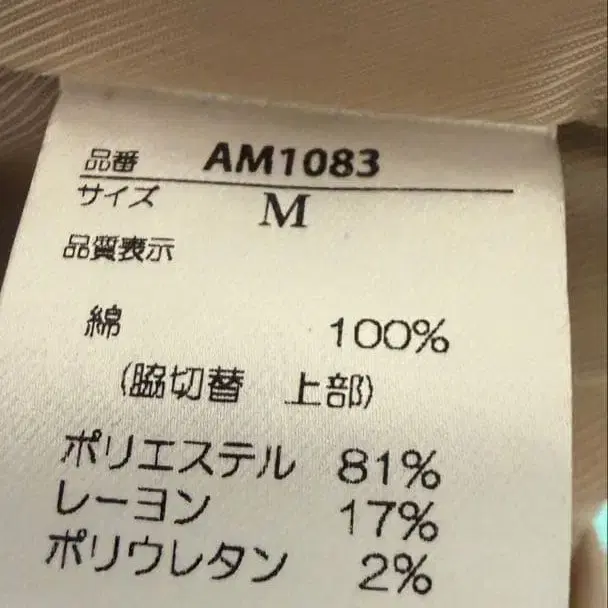 品番 AM1083
サイズ M
品質表示
綿 100%
(脇切替 上部)
ポリエステル 81%
レーヨン 17%
ポリウレタン 2%